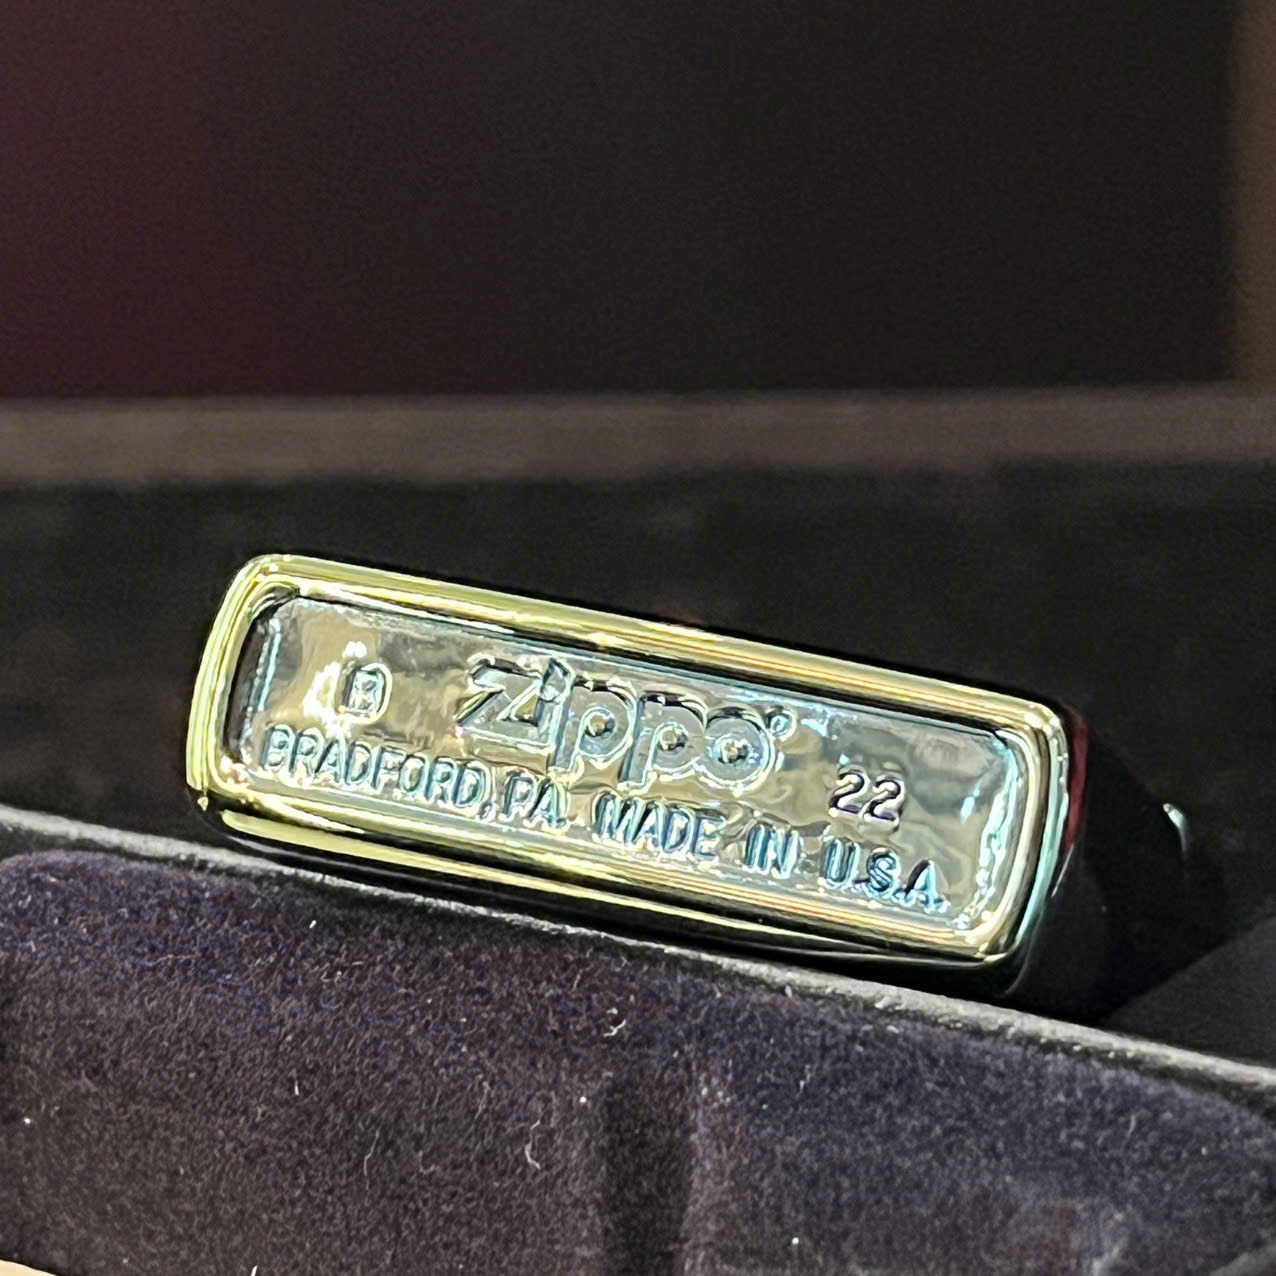 Zippo®
22
BRADFORD, PA. MADE IN U.S.A.